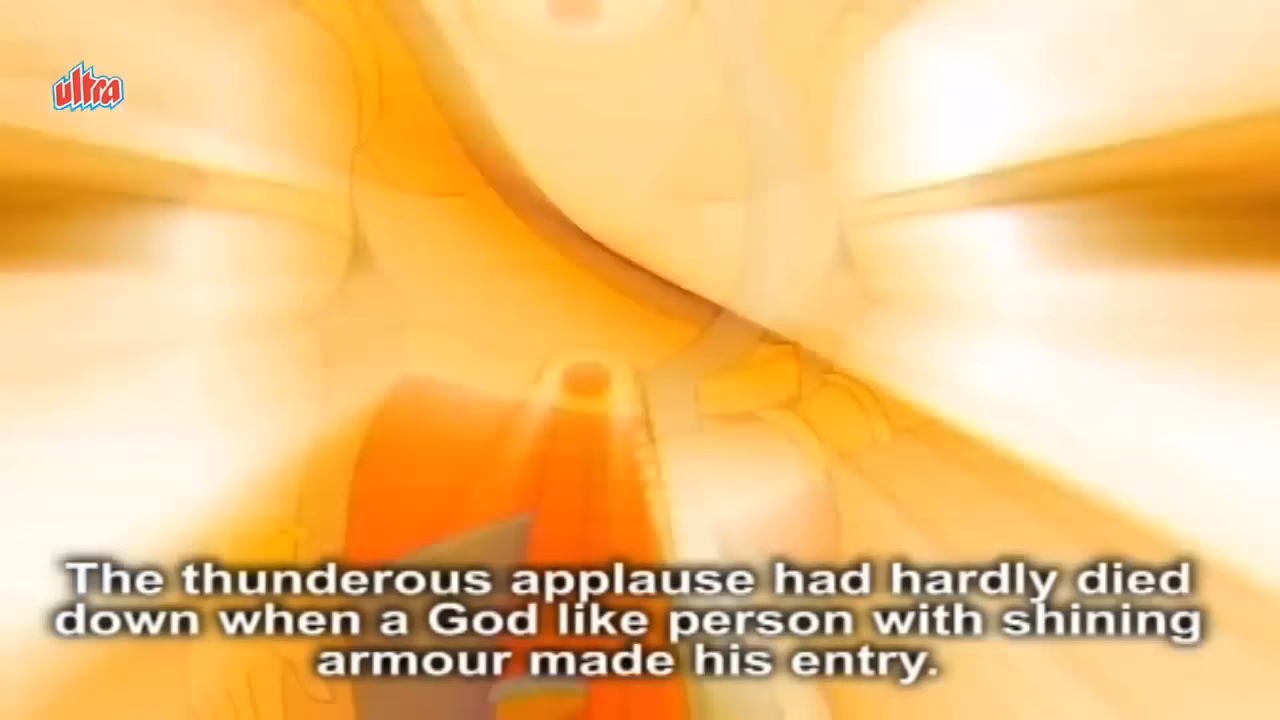 ultra
The thunderous applause had hardly died
down when a God like person with shining
armour made his entry.